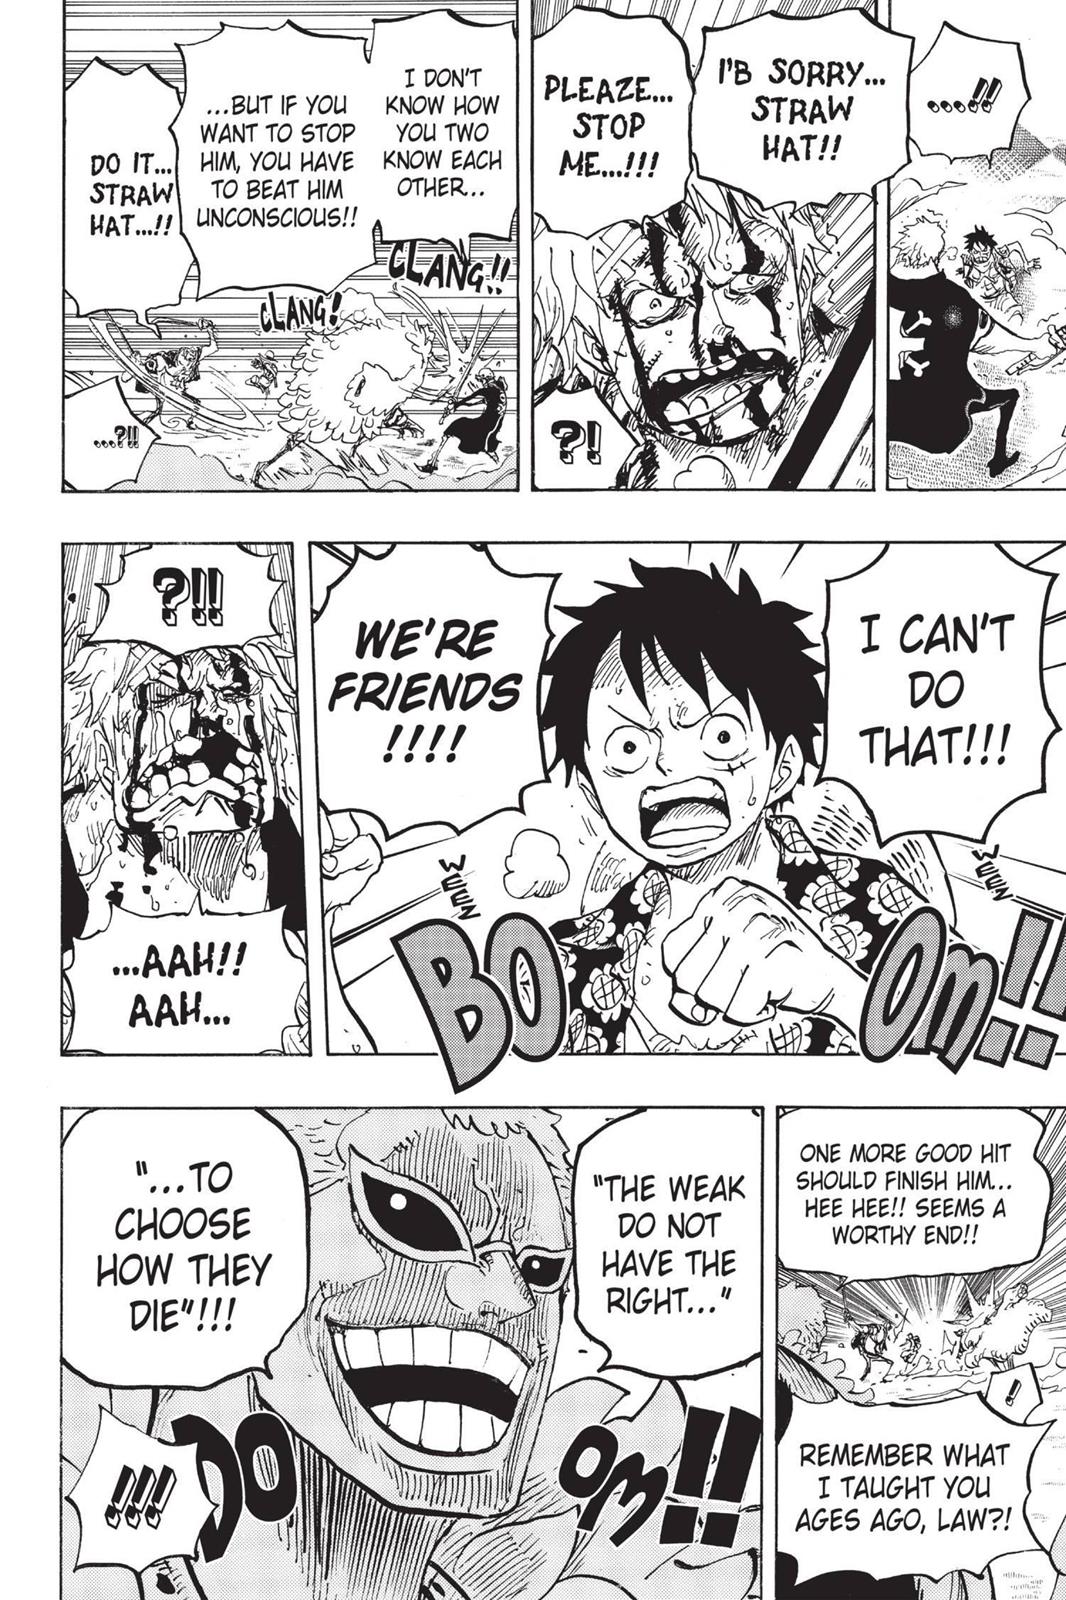 ....!!
I'B SORRY...
STRAW
HAT!!
PLEAZE...
STOP
ME...!!!
?!
I DON'T
KNOW HOW
YOU TWO
KNOW EACH
OTHER...
...BUT IF YOU
WANT TO STOP
HIM, YOU HAVE
TO BEAT HIM
UNCONSCIOUS!!
DO IT...
STRAW
HAT...!!
CLANG!!
CLANG!
...?!!
I CAN'T
DO
THAT!!!
WE'RE
FRIENDS
!!!!
WEEZ
WEEZ
BOOM!!
?!!
...AAH!!
AAH...
ONE MORE GOOD HIT
SHOULD FINISH HIM...
HEE HEE!! SEEMS A
WORTHY END!!
!
REMEMBER WHAT
I TAUGHT YOU
AGES AGO, LAW?!
"THE WEAK
DO NOT
HAVE THE
RIGHT..."
"...TO
CHOOSE
HOW THEY
DIE"!!!
DOOM!!
!!!